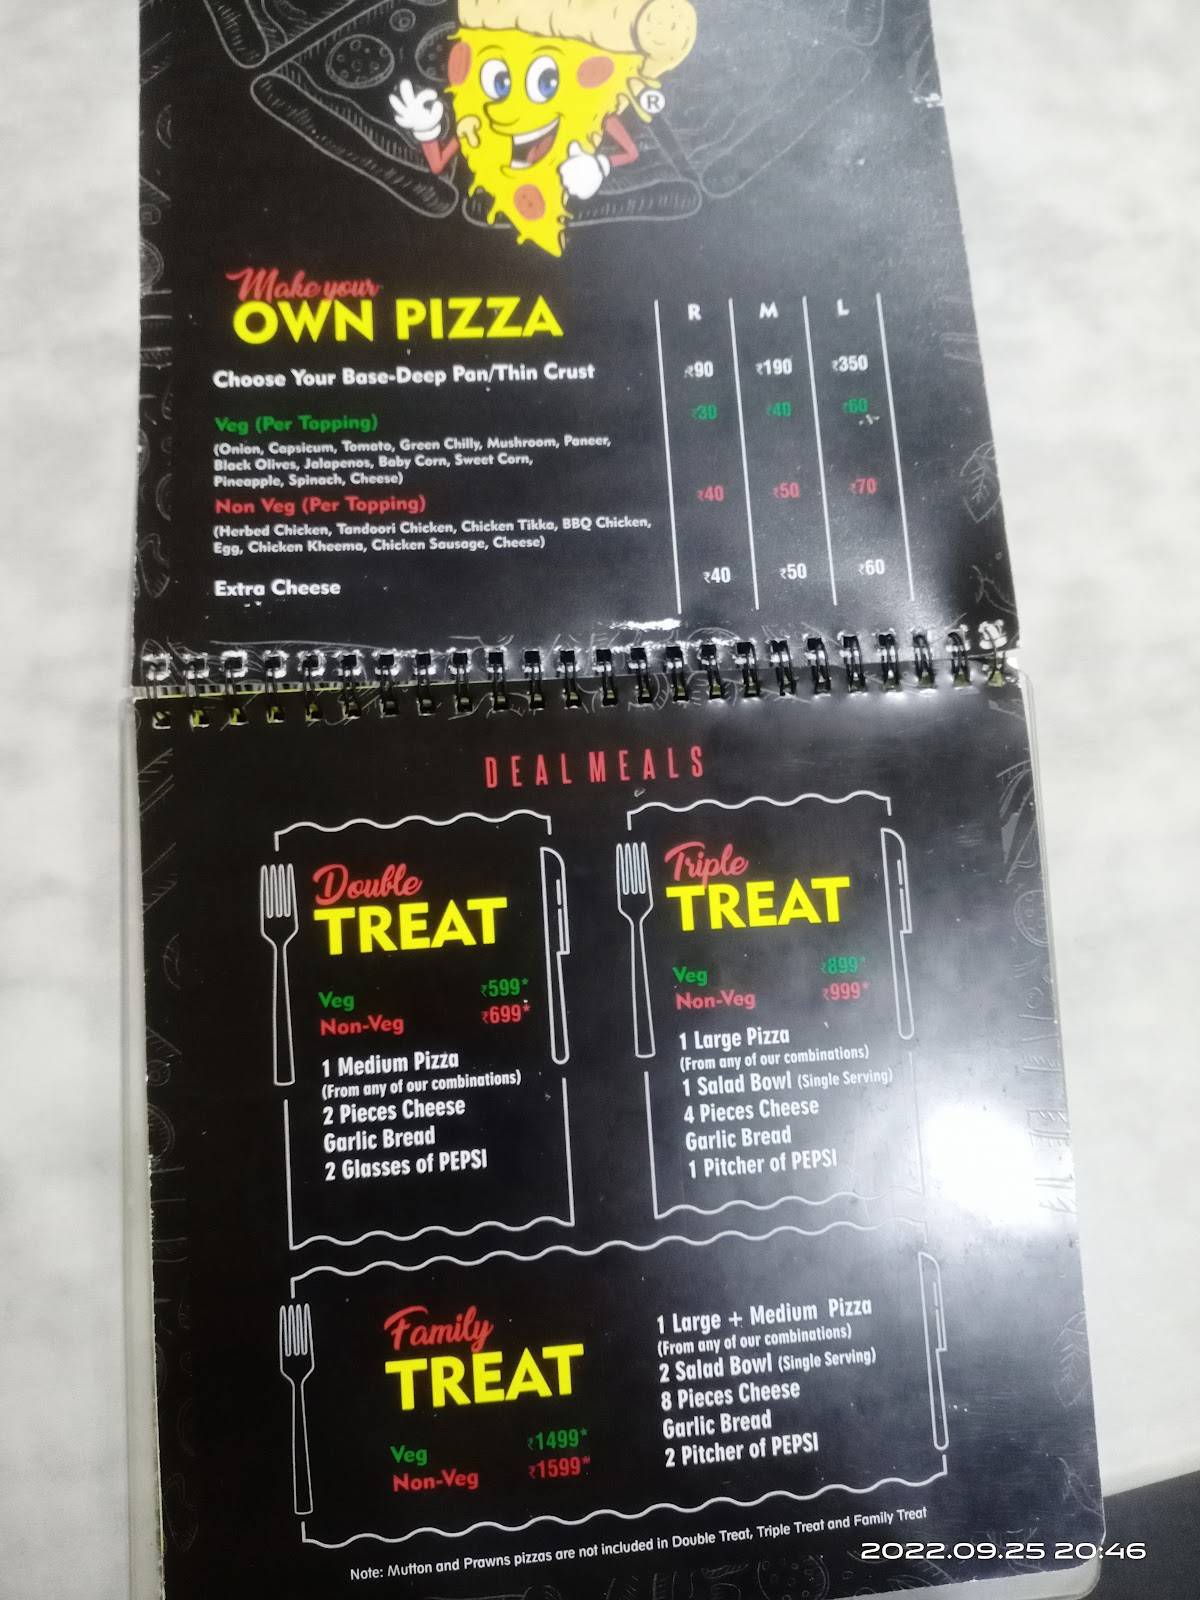 ®
Make your
OWN PIZZA
R M L
Choose Your Base-Deep Pan/Thin Crust ₹90 ₹190 ₹350
Veg (Per Topping) ₹30 ₹40 ₹60
(Onion, Capsicum, Tomato, Green Chilly, Mushroom, Paneer,
Black Olives, Jalapenos, Baby Corn, Sweet Corn,
Pineapple, Spinach, Cheese)
Non Veg (Per Topping) ₹40 ₹50 ₹70
(Herbed Chicken, Tandoori Chicken, Chicken Tikka, BBQ Chicken,
Egg, Chicken Kheema, Chicken Sausage, Cheese)
Extra Cheese ₹40 ₹50 ₹60
DEAL MEALS
Double
TREAT
Veg ₹599*
Non-Veg ₹699*
1 Medium Pizza
(From any of our combinations)
2 Pieces Cheese
Garlic Bread
2 Glasses of PEPSI
Triple
TREAT
Veg ₹899*
Non-Veg ₹999*
1 Large Pizza
(From any of our combinations)
1 Salad Bowl (Single Serving)
4 Pieces Cheese
Garlic Bread
1 Pitcher of PEPSI
Family
TREAT
Veg ₹1499*
Non-Veg ₹1599*
1 Large + Medium Pizza
(From any of our combinations)
2 Salad Bowl (Single Serving)
8 Pieces Cheese
Garlic Bread
2 Pitcher of PEPSI
Note: Mutton and Prawns pizzas are not included in Double Treat, Triple Treat and Family Treat
2022.09.25 20:46